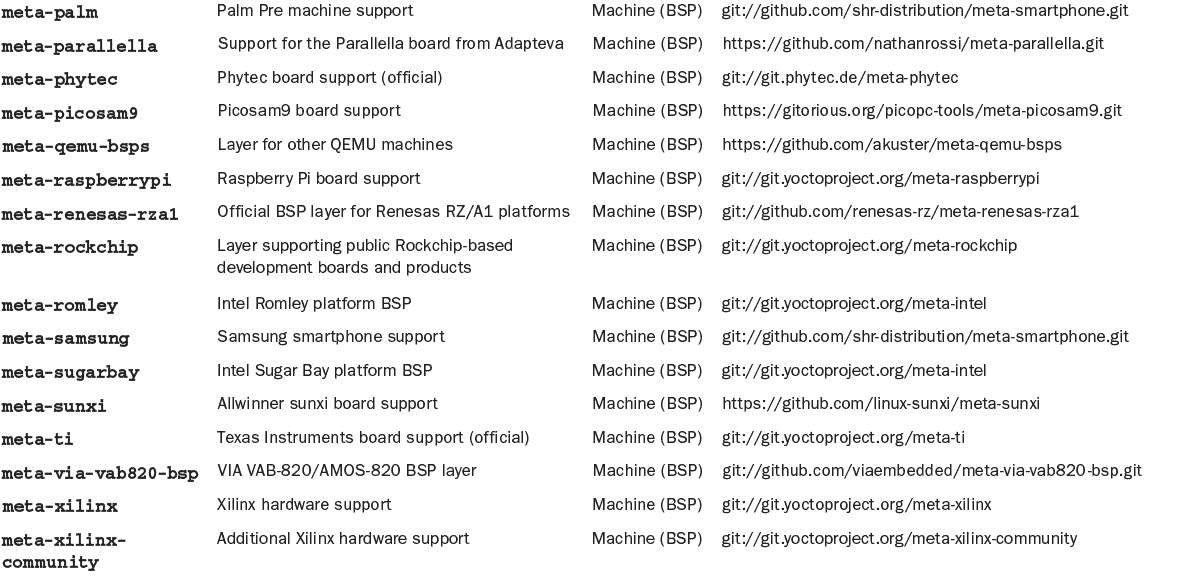 meta-palm Palm Pre machine support Machine (BSP) git://github.com/shr-distribution/meta-smartphone.git
meta-parallella Support for the Parallella board from Adapteva Machine (BSP) https://github.com/nathanrossi/meta-parallella.git
meta-phytec Phytec board support (official) Machine (BSP) git://git.phytec.de/meta-phytec
meta-picosam9 Picosam9 board support Machine (BSP) https://gitorious.org/picopc-tools/meta-picosam9.git
meta-qemu-bsps Layer for other QEMU machines Machine (BSP) https://github.com/akuster/meta-qemu-bsps
meta-raspberrypi Raspberry Pi board support Machine (BSP) git://git.yoctoproject.org/meta-raspberrypi
meta-renesas-rza1 Official BSP layer for Renesas RZ/A1 platforms Machine (BSP) git://github.com/renesas-rz/meta-renesas-rza1
meta-rockchip Layer supporting public Rockchip-based Machine (BSP) git://git.yoctoproject.org/meta-rockchip
development boards and products
meta-romley Intel Romley platform BSP Machine (BSP) git://git.yoctoproject.org/meta-intel
meta-samsung Samsung smartphone support Machine (BSP) git://github.com/shr-distribution/meta-smartphone.git
meta-sugarbay Intel Sugar Bay platform BSP Machine (BSP) git://git.yoctoproject.org/meta-intel
meta-sunxi Allwinner sunxi board support Machine (BSP) https://github.com/linux-sunxi/meta-sunxi
meta-ti Texas Instruments board support (official) Machine (BSP) git://git.yoctoproject.org/meta-ti
meta-via-vab820-bsp VIA VAB-820/AMOS-820 BSP layer Machine (BSP) git://github.com/viaembedded/meta-via-vab820-bsp.git
meta-xilinx Xilinx hardware support Machine (BSP) git://git.yoctoproject.org/meta-xilinx
meta-xilinx- Additional Xilinx hardware support Machine (BSP) git://git.yoctoproject.org/meta-xilinx-community
community